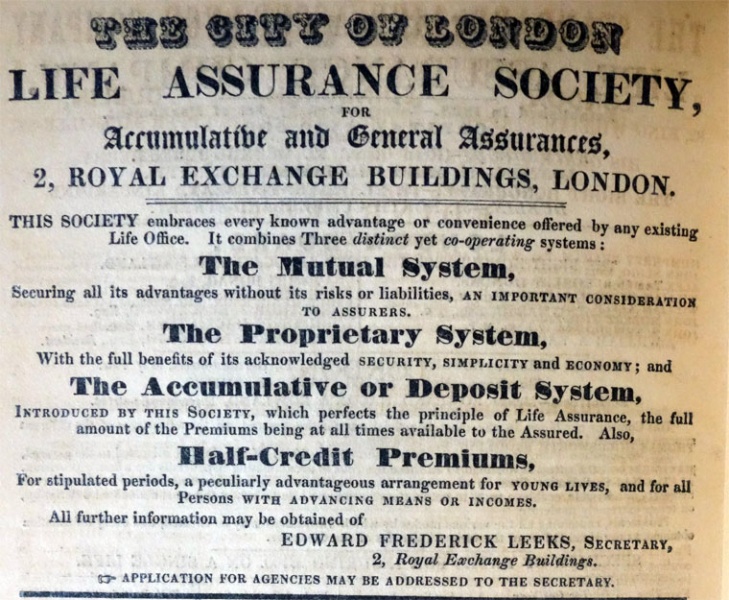 THE CITY OF LONDON
LIFE ASSURANCE SOCIETY,
FOR
Accumulative and General Assurances,
2, ROYAL EXCHANGE BUILDINGS, LONDON.
THIS SOCIETY embraces every known advantage or convenience offered by any existing
Life Office. It combines Three distinct yet co-operating systems:
The Mutual System,
Securing all its advantages without its risks or liabilities, AN IMPORTANT CONSIDERATION
TO ASSURERS.
The Proprietary System,
With the full benefits of its acknowledged SECURITY, SIMPLICITY and ECONOMY; and
The Accumulative or Deposit System,
INTRODUCED BY THIS SOCIETY, which perfects the principle of Life Assurance, the full
amount of the Premiums being at all times available to the Assured. Also,
Half-Credit Premiums,
For stipulated periods, a peculiarly advantageous arrangement for YOUNG LIVES, and for all
Persons WITH ADVANCING MEANS OR INCOMES.
All further information may be obtained of
EDWARD FREDERICK LEEKS, SECRETARY,
2, Royal Exchange Buildings.
☞ APPLICATION FOR AGENCIES MAY BE ADDRESSED TO THE SECRETARY.